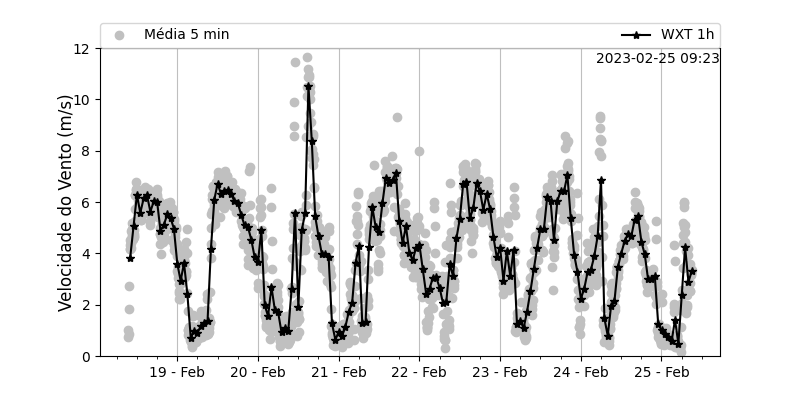 Média 5 min
WXT 1h
2023-02-25 09:23
Velocidade do Vento (m/s)
12
10
8
6
4
2
0
19 - Feb
20 - Feb
21 - Feb
22 - Feb
23 - Feb
24 - Feb
25 - Feb